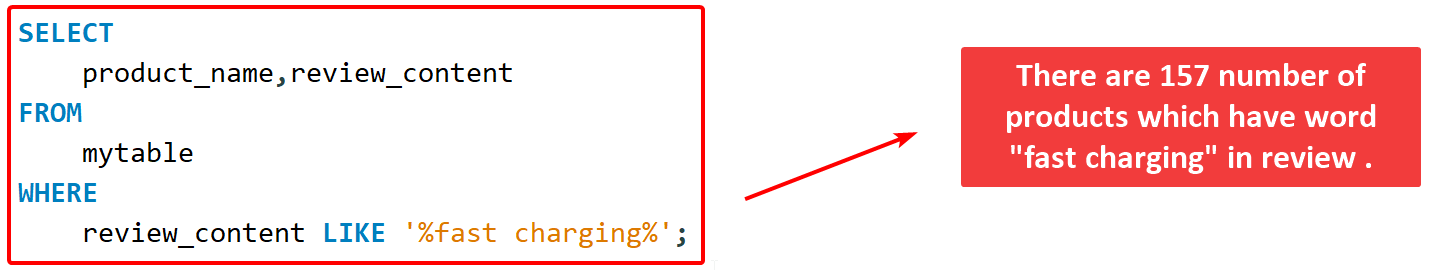 SELECT
product_name,review_content
FROM
mytable
WHERE
review_content LIKE '%fast charging%';
There are 157 number of
products which have word
"fast charging" in review .